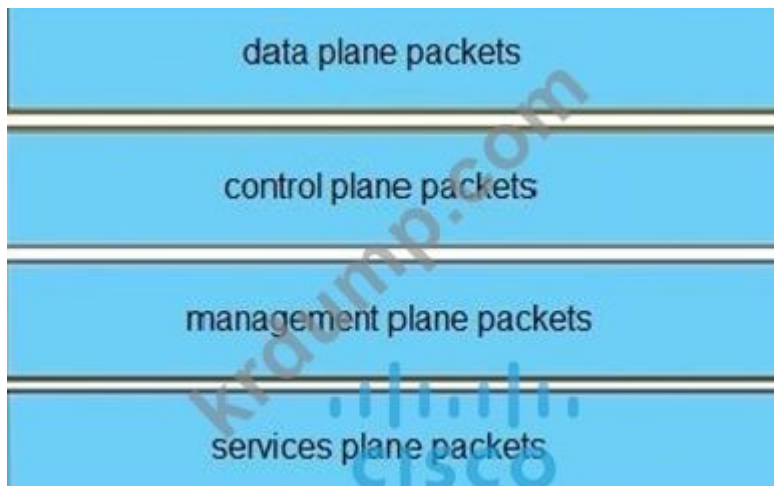 data plane packets
control plane packets
management plane packets
services plane packets
krdump.com
CISCO